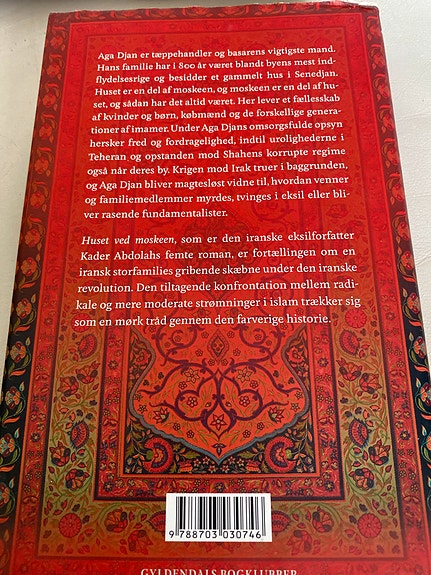 Aga Djan er tæppehandler og basarens vigtigste mand.
Hans familie har i 800 år været blandt byens mest ind-
flydelsesrige og besidder et gammelt hus i Senedjan.
Huset er en del af moskeen, og moskeen er en del af hu-
set, og sådan har det altid været. Her lever et fællesskab
af kvinder og børn, købmænd og de forskellige genera-
tioner af imamer. Under Aga Djans omsorgsfulde opsyn
hersker fred og fordragelighed, indtil urolighederne i
Teheran og opstanden mod Shahens korrupte regime
også når deres by. Krigen mod Irak truer i baggrunden,
og Aga Djan bliver magtesløst vidne til, hvordan venner
og familiemedlemmer myrdes, tvinges i eksil eller bli-
ver rasende fundamentalister.
Huset ved moskeen, som er den iranske eksilforfatter
Kader Abdolahs femte roman, er fortællingen om en
iransk storfamilies gribende skæbne under den iranske
revolution. Den tiltagende konfrontation mellem radi-
kale og mere moderate strømninger i islam trækker sig
som en mørk tråd gennem den farverige historie.
9 788703 030746
GYLDENDALS BOGKLUBBER